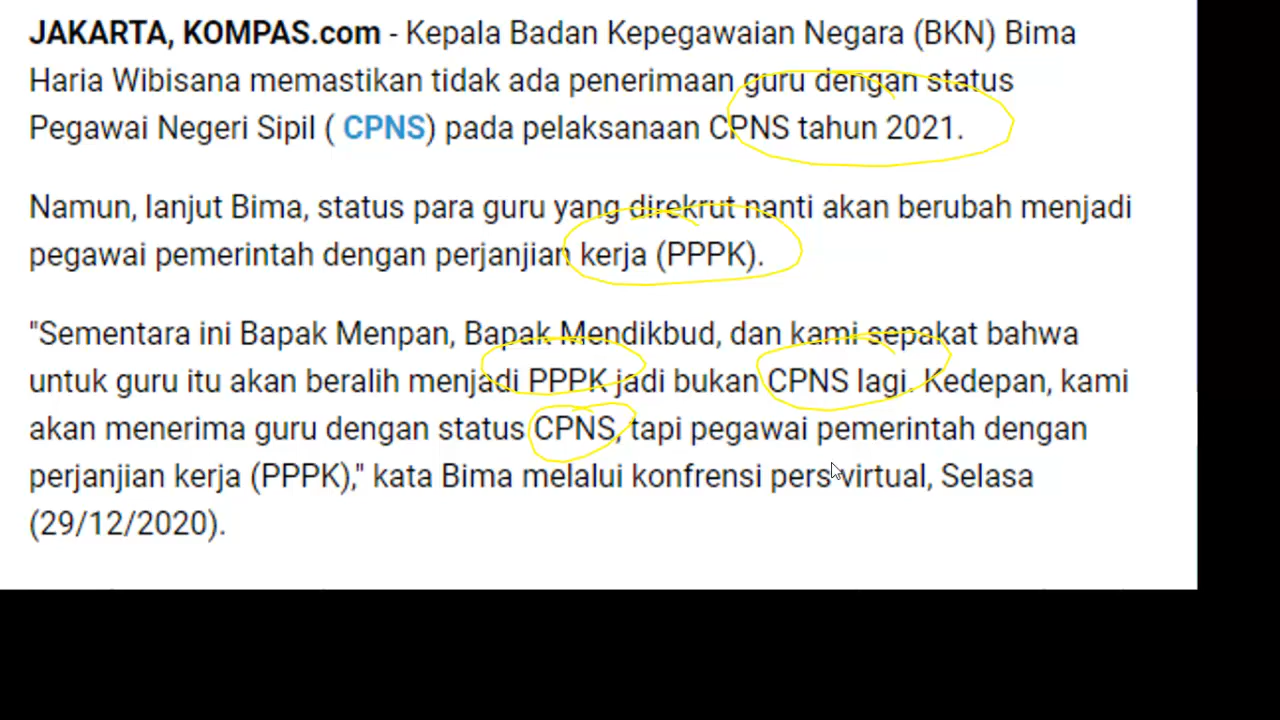 JAKARTA, KOMPAS.com - Kepala Badan Kepegawaian Negara (BKN) Bima
Haria Wibisana memastikan tidak ada penerimaan guru dengan status
Pegawai Negeri Sipil ( CPNS) pada pelaksanaan CPNS tahun 2021.
Namun, lanjut Bima, status para guru yang direkrut nanti akan berubah menjadi
pegawai pemerintah dengan perjanjian kerja (PPPK).
"Sementara ini Bapak Menpan, Bapak Mendikbud, dan kami sepakat bahwa
untuk guru itu akan beralih menjadi PPPK jadi bukan CPNS lagi. Kedepan, kami
akan menerima guru dengan status CPNS, tapi pegawai pemerintah dengan
perjanjian kerja (PPPK)," kata Bima melalui konfrensi pers virtual, Selasa
(29/12/2020).